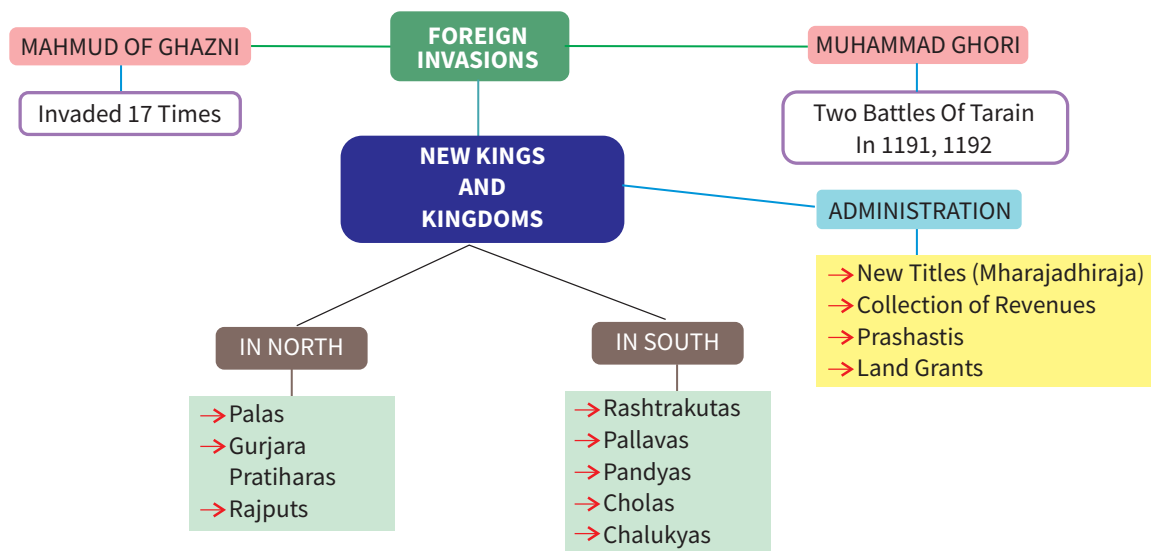 FOREIGN
INVASIONS
MAHMUD OF GHAZNI
Invaded 17 Times
MUHAMMAD GHORI
Two Battles Of Tarain
In 1191, 1192
NEW KINGS
AND
KINGDOMS
ADMINISTRATION
→New Titles (Mharajadhiraja)
→Collection of Revenues
→Prashastis
→Land Grants
IN NORTH
→Palas
→Gurjara
Pratiharas
→Rajputs
IN SOUTH
→Rashtrakutas
→Pallavas
→Pandyas
→Cholas
→Chalukyas